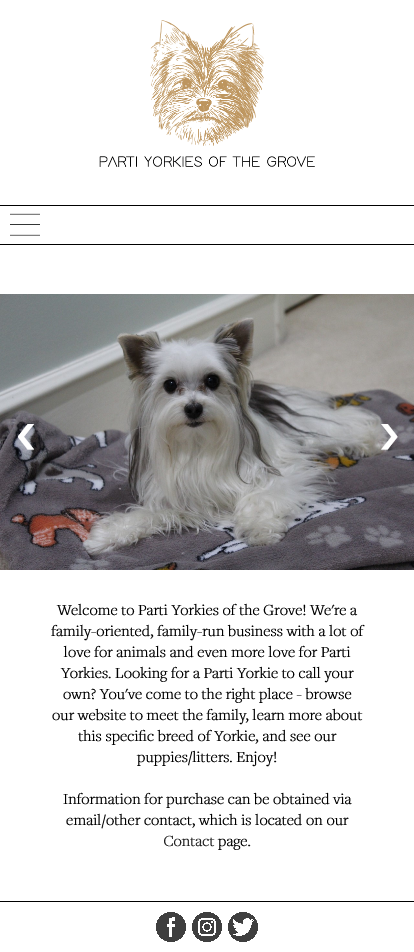 PARTI YORKIES OF THE GROVE
Welcome to Parti Yorkies of the Grove! We're a
family-oriented, family-run business with a lot of
love for animals and even more love for Parti
Yorkies. Looking for a Parti Yorkie to call your
own? You've come to the right place - browse
our website to meet the family, learn more about
this specific breed of Yorkie, and see our
puppies/litters. Enjoy!
Information for purchase can be obtained via
email/other contact, which is located on our
Contact page.